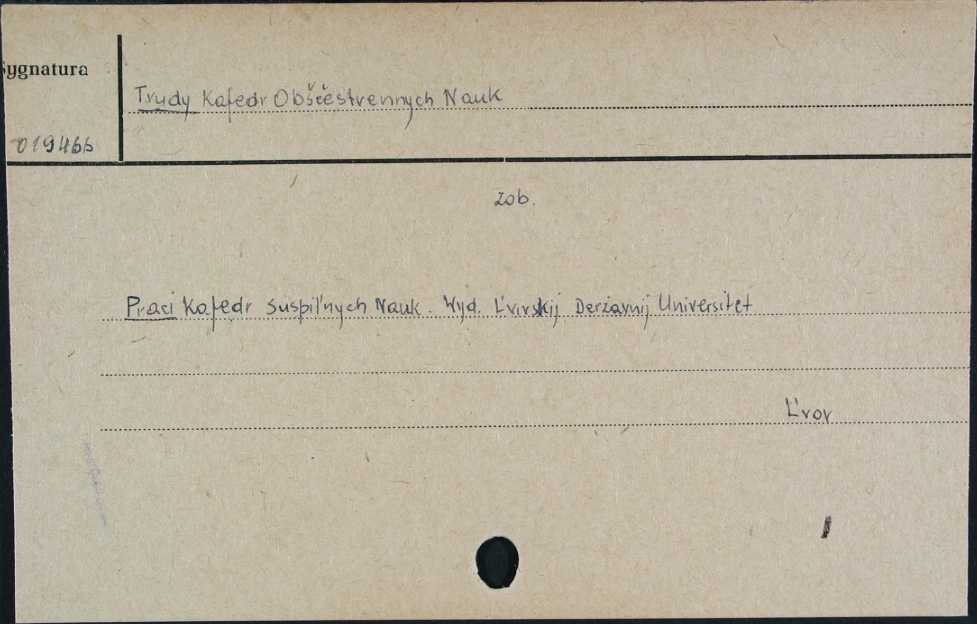 Sygnatura
Trudy Kafedr Obščestvennych Nauk
019466
zob.
Praci Kafedr Suspil'nych Nauk. Wyd. L'vivskij Deržavnij Universitet
L'vov